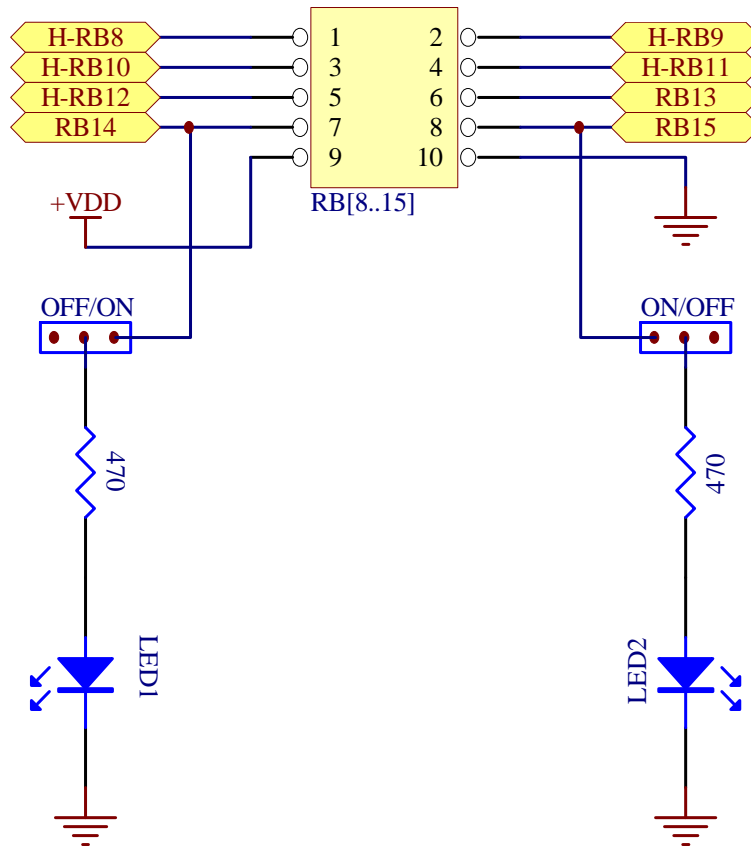 H-RB8 1 2 H-RB9
H-RB10 3 4 H-RB11
H-RB12 5 6 RB13
RB14 7 8 RB15
9 10
+VDD RB[8..15]
OFF/ON ON/OFF
470 470
LED1 LED2